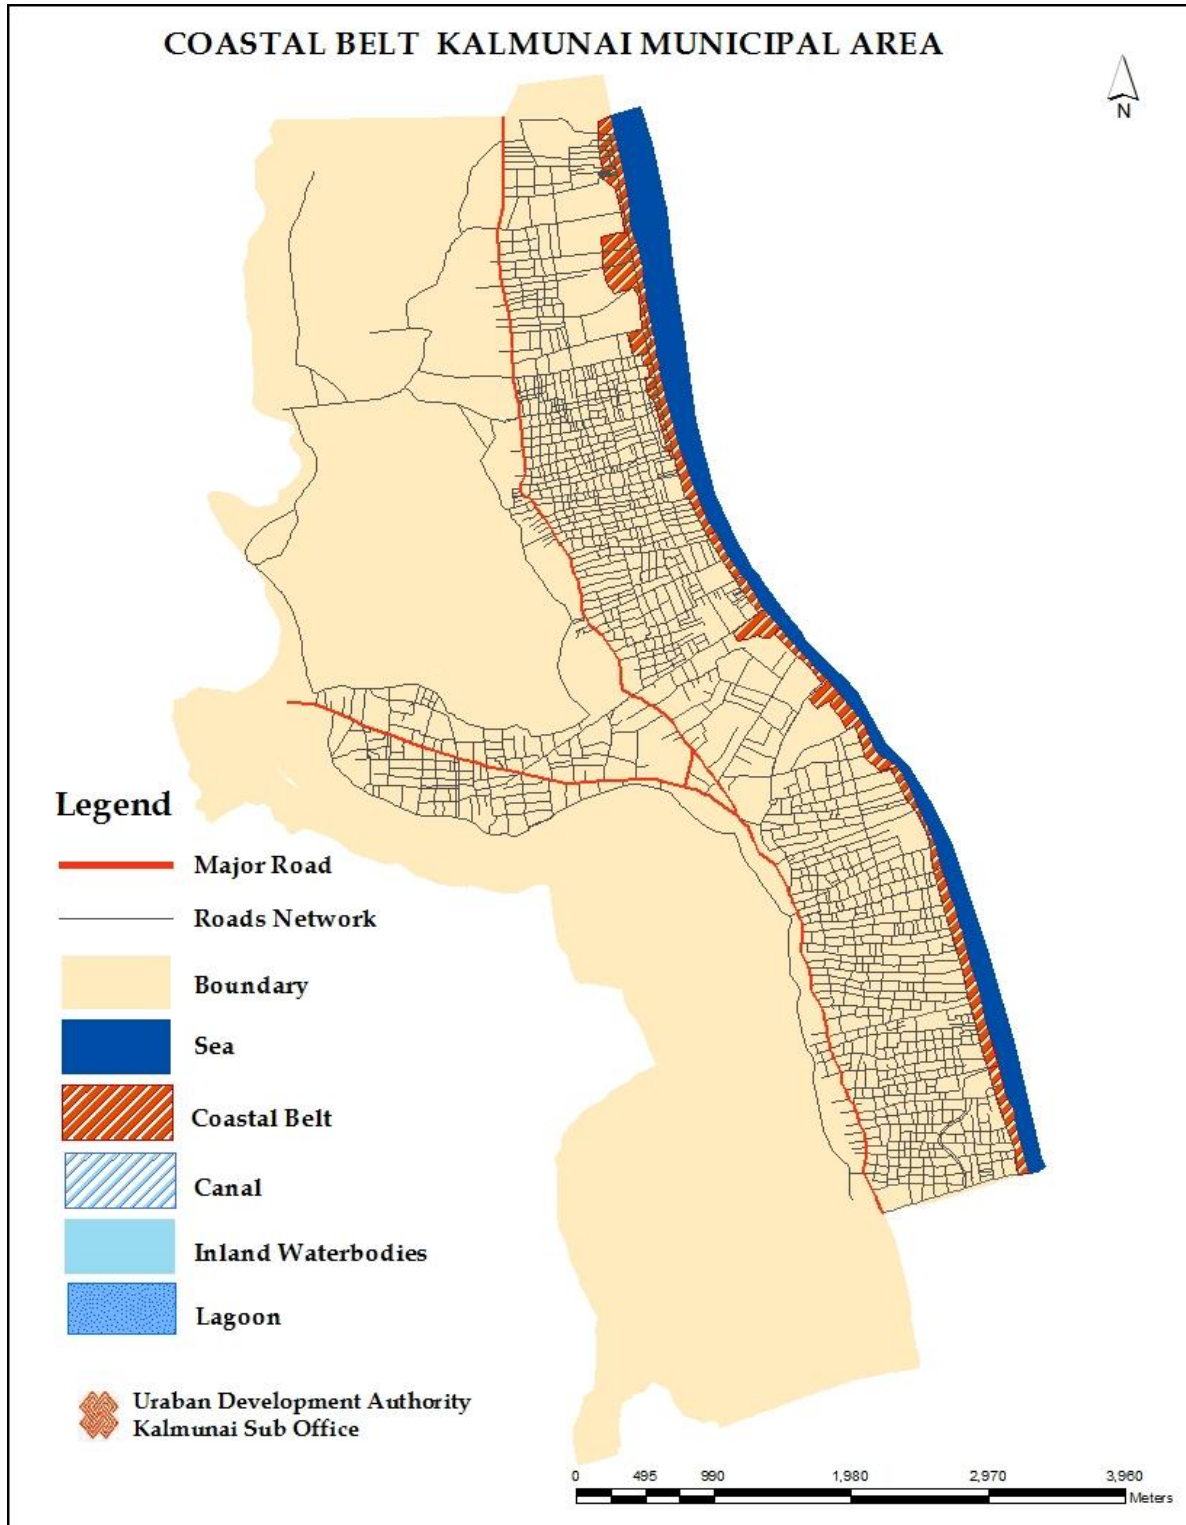 COASTAL BELT KALMUNAI MUNICIPAL AREA
N
Legend
Major Road
Roads Network
Boundary
Sea
Coastal Belt
Canal
Inland Waterbodies
Lagoon
Uraban Development Authority
Kalmunai Sub Office
0 495 990 1,980 2,970 3,960
Meters